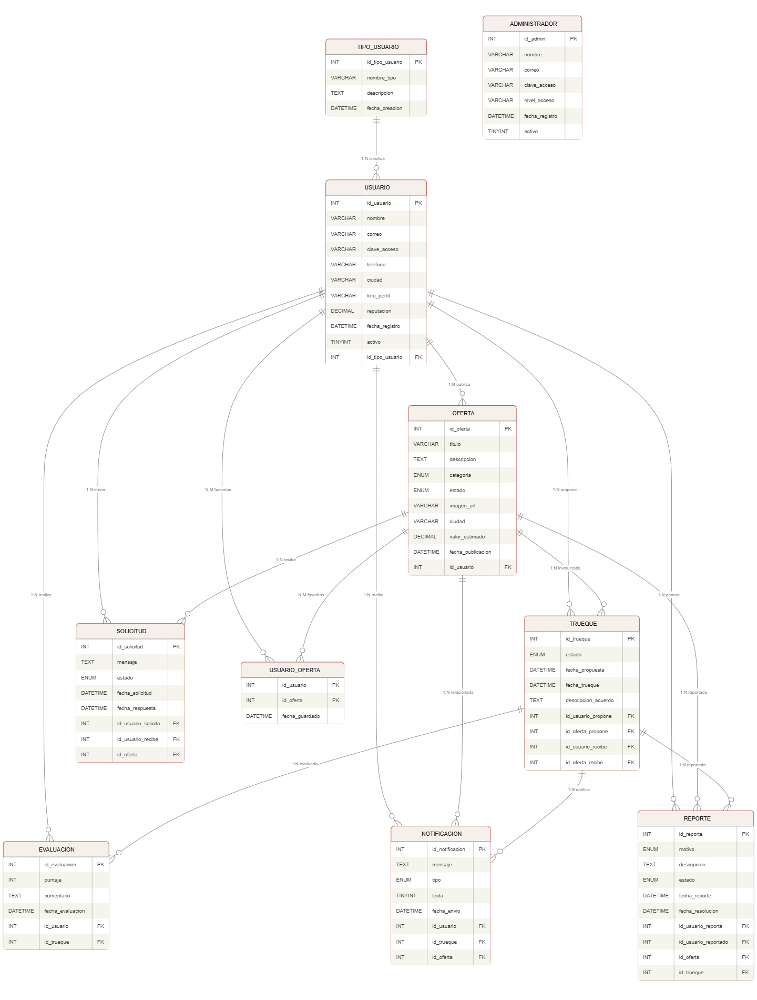 ADMINISTRADOR
INT id_admin PK
VARCHAR nombre
VARCHAR correo
VARCHAR clave_acceso
VARCHAR nivel_acceso
DATETIME fecha_registro
TINYINT activo
TIPO_USUARIO
INT id_tipo_usuario PK
VARCHAR nombre_tipo
TEXT descripcion
DATETIME fecha_creacion
1:N clasifica
USUARIO
INT id_usuario PK
VARCHAR nombre
VARCHAR correo
VARCHAR clave_acceso
VARCHAR telefono
VARCHAR ciudad
VARCHAR foto_perfil
DECIMAL reputacion
DATETIME fecha_registro
TINYINT activo
INT id_tipo_usuario FK
1:N publica
OFERTA
INT id_oferta PK
VARCHAR titulo
TEXT descripcion
ENUM categoria
ENUM estado
VARCHAR imagen_url
VARCHAR ciudad
DECIMAL valor_estimado
DATETIME fecha_publicacion
INT id_usuario FK
1:N envía
N:M favoritos
1:N propone
1:N recibe
1:N involucrada
1:N realiza
N:M favoritos
1:N recibe
1:N genera
SOLICITUD
INT id_solicitud PK
TEXT mensaje
ENUM estado
DATETIME fecha_solicitud
DATETIME fecha_respuesta
INT id_usuario_solicita FK
INT id_usuario_recibe FK
INT id_oferta FK
USUARIO_OFERTA
INT id_usuario PK
INT id_oferta PK
DATETIME fecha_guardado
TRUEQUE
INT id_trueque PK
ENUM estado
DATETIME fecha_propuesta
DATETIME fecha_trueque
TEXT descripcion_acuerdo
INT id_usuario_propone FK
INT id_oferta_propone FK
INT id_usuario_recibe FK
INT id_oferta_recibe FK
1:N relacionada
1:N reportada
1:N evaluado
1:N reportado
1:N notifica
EVALUACION
INT id_evaluacion PK
INT puntaje
TEXT comentario
DATETIME fecha_evaluacion
INT id_usuario FK
INT id_trueque FK
NOTIFICACION
INT id_notificacion PK
TEXT mensaje
ENUM tipo
TINYINT leida
DATETIME fecha_envio
INT id_usuario FK
INT id_trueque FK
INT id_oferta FK
REPORTE
INT id_reporte PK
ENUM motivo
TEXT descripcion
ENUM estado
DATETIME fecha_reporte
DATETIME fecha_resolucion
INT id_usuario_reporta FK
INT id_usuario_reportado FK
INT id_oferta FK
INT id_trueque FK